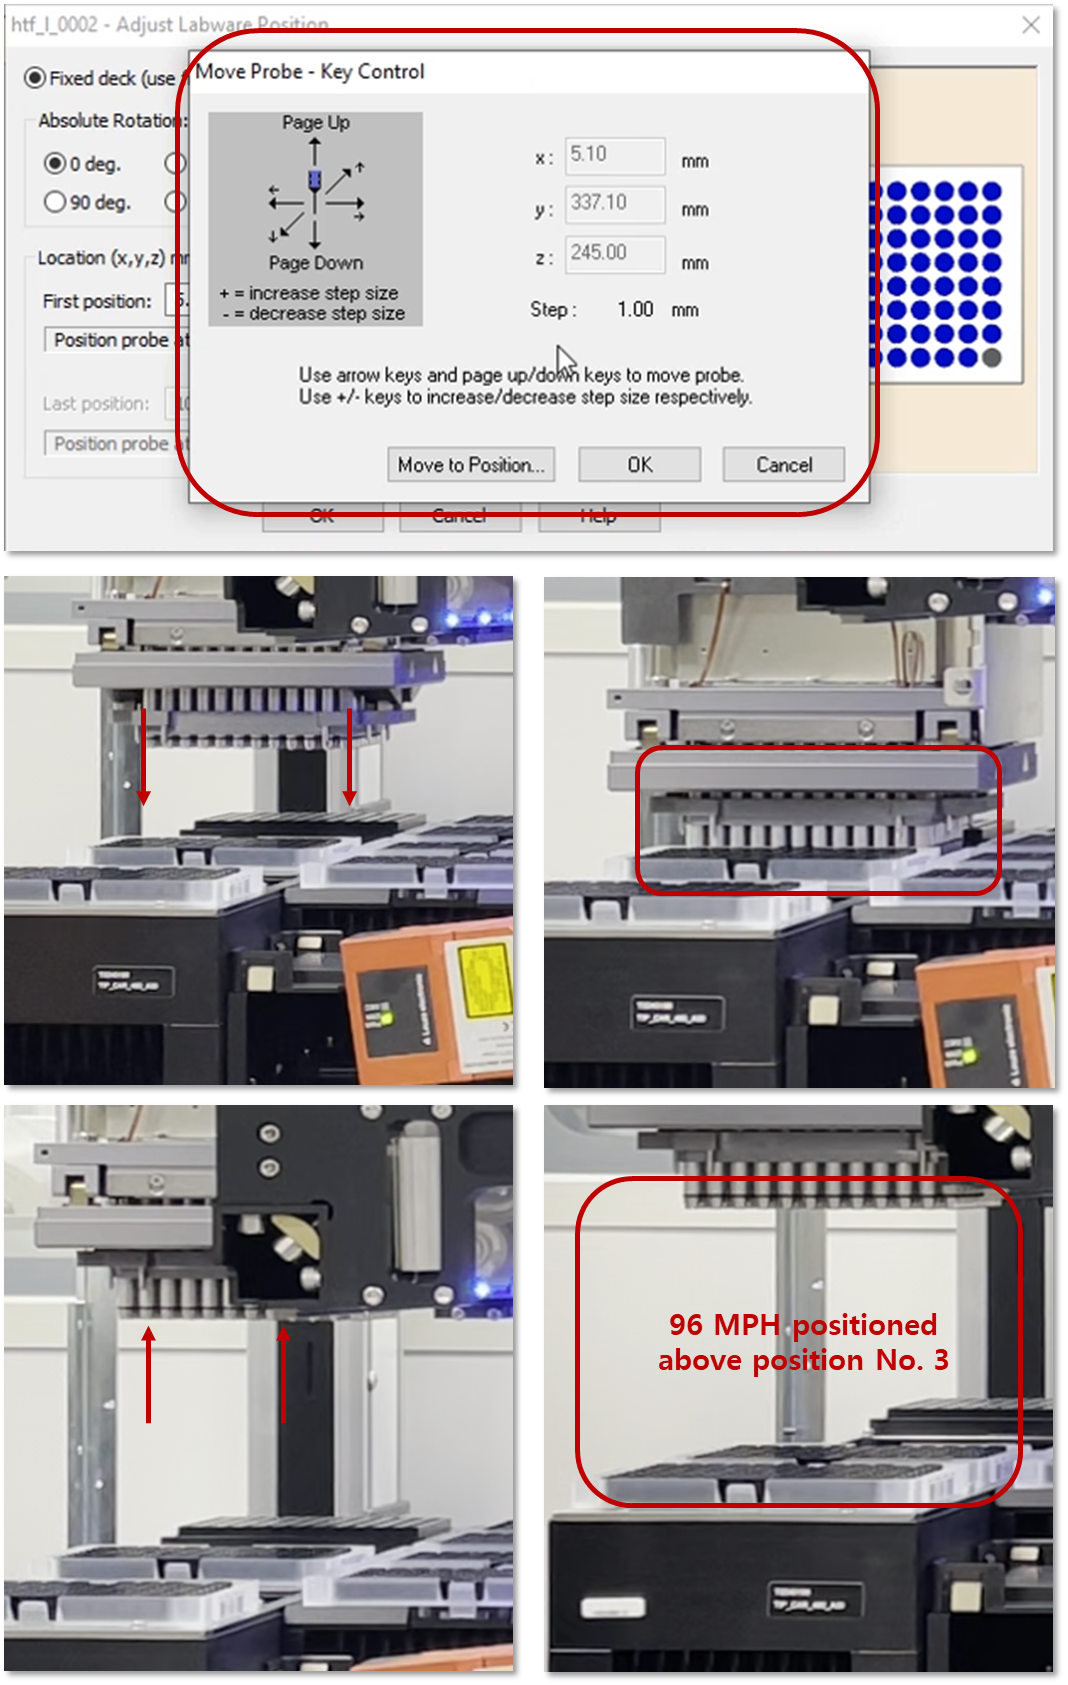 htf_l_0002 - Adjust Labware Position
Move Probe - Key Control
Fixed deck (use
Absolute Rotation:
0 deg.
90 deg.
Location (x,y,z)
First position:
Position probe at
Last position:
Position probe at
Page Up
Page Down
+ = increase step size
- = decrease step size
x : 5.10 mm
y : 337.10 mm
z : 245.00 mm
Step : 1.00 mm
Use arrow keys and page up/down keys to move probe.
Use +/- keys to increase/decrease step size respectively.
Move to Position... OK Cancel
OK Cancel Help
96 MPH positioned
above position No. 3